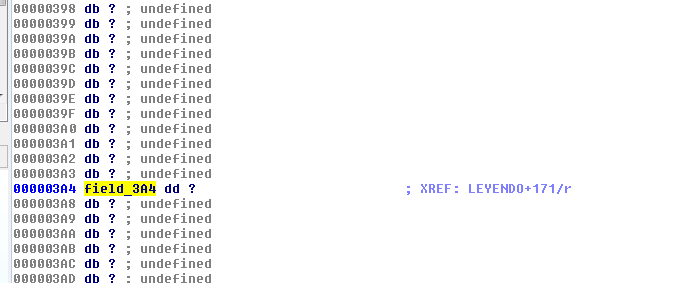 00000398 db ? ; undefined
00000399 db ? ; undefined
0000039A db ? ; undefined
0000039B db ? ; undefined
0000039C db ? ; undefined
0000039D db ? ; undefined
0000039E db ? ; undefined
0000039F db ? ; undefined
000003A0 db ? ; undefined
000003A1 db ? ; undefined
000003A2 db ? ; undefined
000003A3 db ? ; undefined
000003A4 field_3A4 dd ? ; XREF: LEYENDO+171/r
000003A8 db ? ; undefined
000003A9 db ? ; undefined
000003AA db ? ; undefined
000003AB db ? ; undefined
000003AC db ? ; undefined
000003AD db ? ; undefined